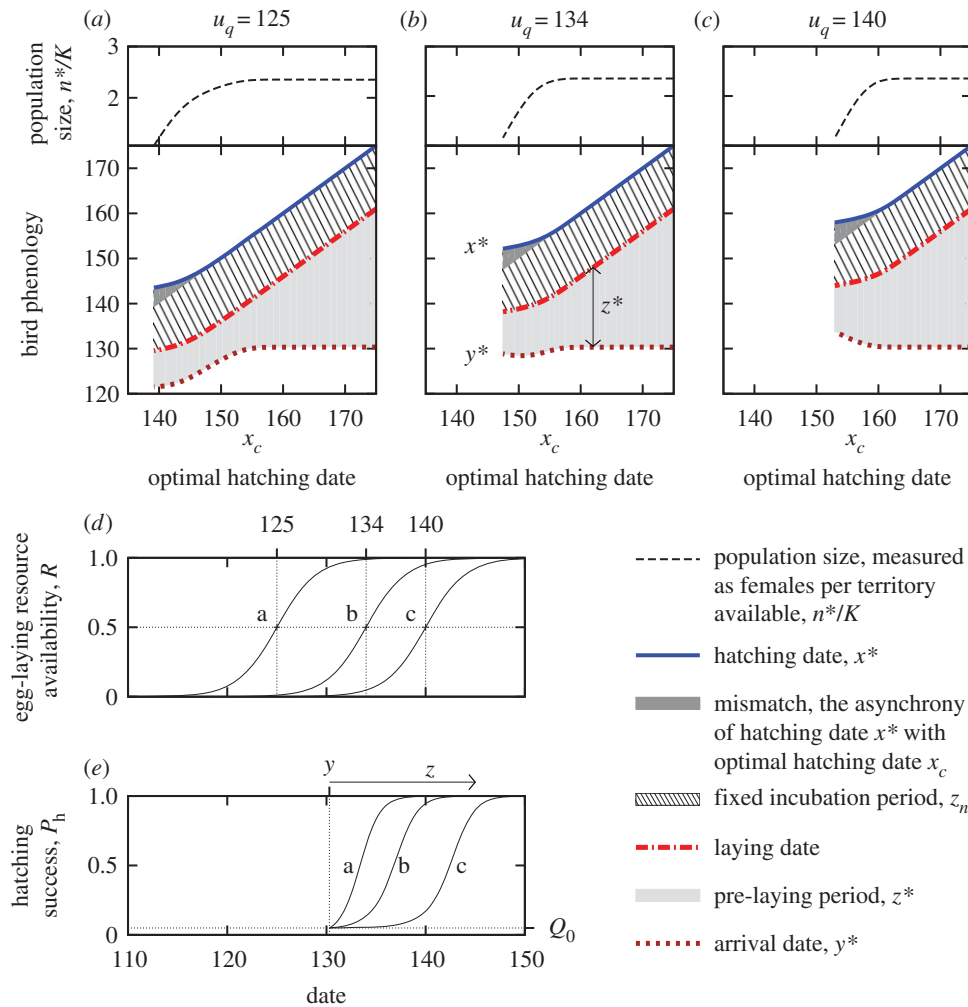 (a) u_q = 125
(b) u_q = 134
(c) u_q = 140
population
size, n*/K
3
2
bird phenology
170
160
150
140
130
120
x*
y*
z*
140 150 160 170
140 150 160 170
140 150 160 170
x_c
x_c
x_c
optimal hatching date
optimal hatching date
optimal hatching date
(d)
125 134 140
egg-laying resource
availability, R
1.0
0.5
0
a b c
120 130 140 150
(e)
y z
hatching
success, P_h
1.0
0.5
0
a b c
Q_0
110 120 130 140 150
date
population size, measured
as females per territory
available, n*/K
hatching date, x*
mismatch, the asynchrony
of hatching date x* with
optimal hatching date x_c
fixed incubation period, z_n
laying date
pre-laying period, z*
arrival date, y*